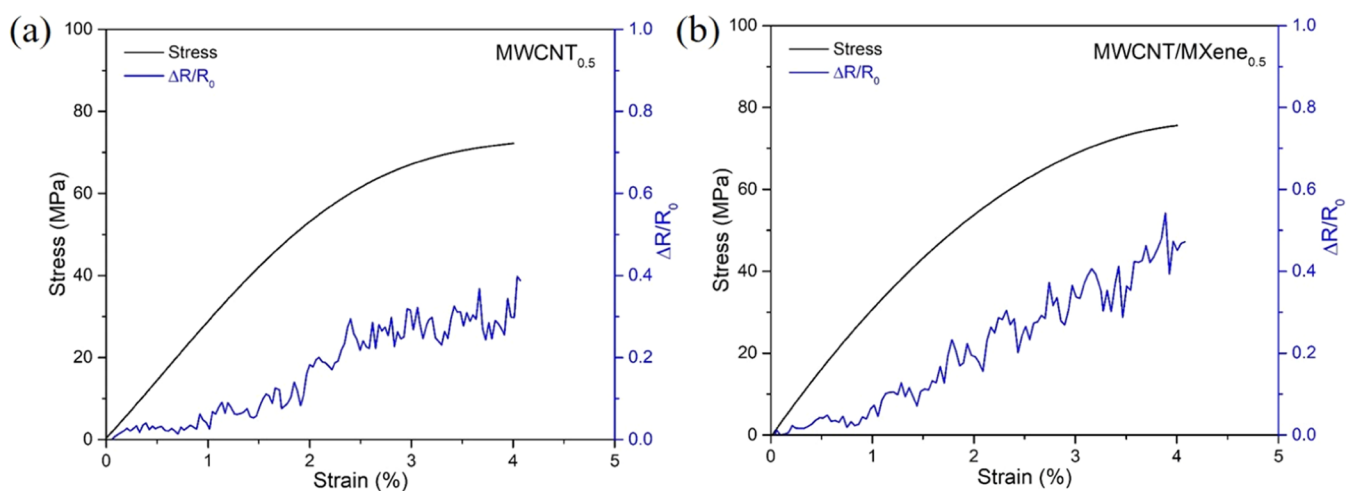 (a)
Stress
ΔR/R0
MWCNT0.5
100
80
60
40
20
0
Stress (MPa)
1.0
0.8
0.6
0.4
0.2
0.0
ΔR/R0
0 1 2 3 4 5
Strain (%)
(b)
Stress
ΔR/R0
MWCNT/MXene0.5
100
80
60
40
20
0
Stress (MPa)
1.0
0.8
0.6
0.4
0.2
0.0
ΔR/R0
0 1 2 3 4 5
Strain (%)